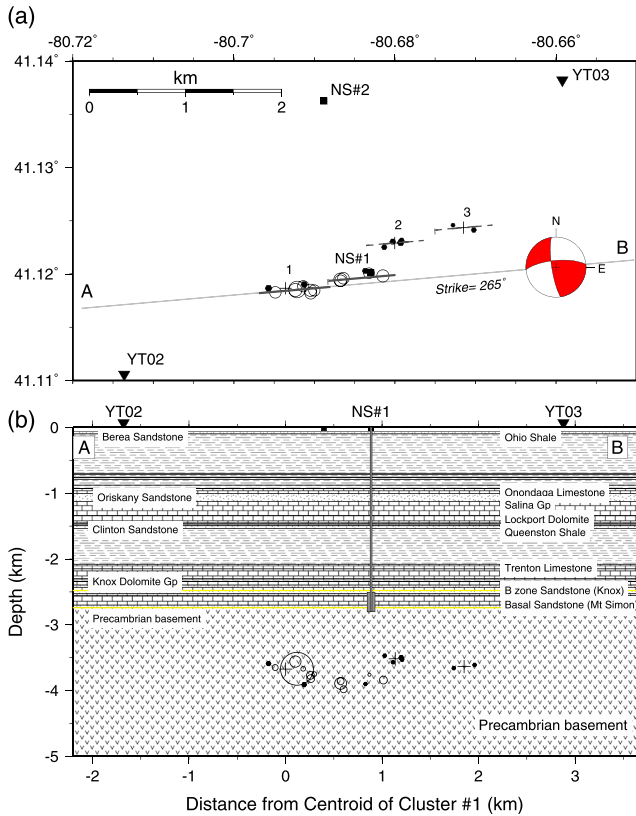 (a)
-80.72° -80.7° -80.68° -80.66°
41.14°
41.13°
41.12°
41.11°
km
0 1 2
NS#2
YT03
3
2
NS#1
1
N
E
A
B
Strike= 265°
YT02
(b)
YT02 NS#1 YT03
0
-1
-2
-3
-4
-5
Depth (km)
Berea Sandstone
Ohio Shale
A
B
Oriskany Sandstone
Onondaga Limestone
Salina Gp
Lockport Dolomite
Clinton Sandstone
Queenston Shale
Trenton Limestone
Knox Dolomite Gp
B zone Sandstone (Knox)
Basal Sandstone (Mt Simon)
Precambrian basement
Precambrian basement
-2 -1 0 1 2 3
Distance from Centroid of Cluster #1 (km)